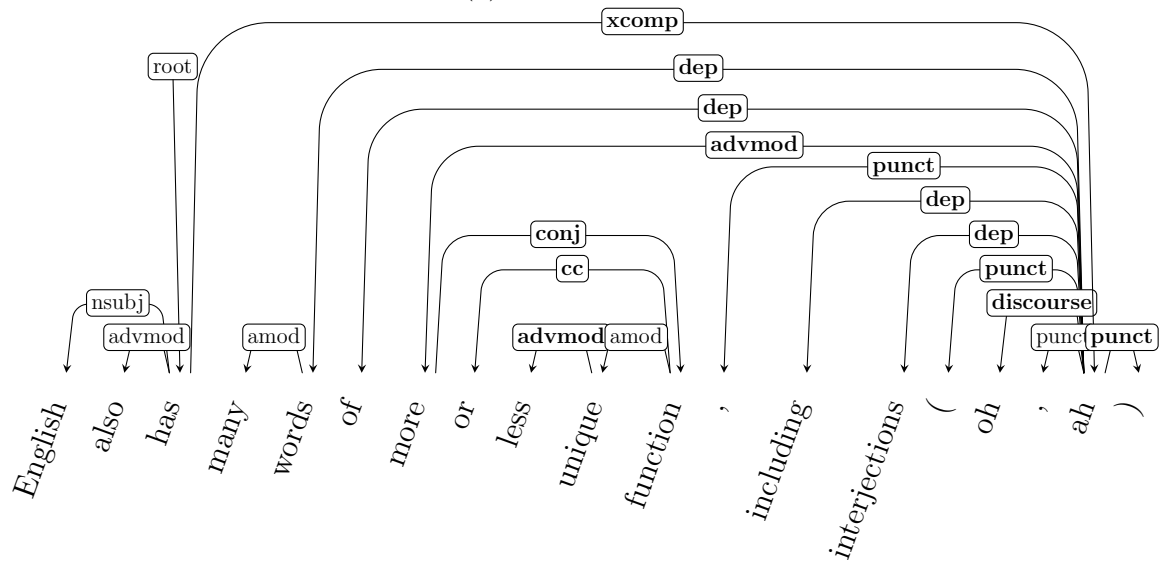 xcomp
root
dep
dep
advmod
punct
dep
conj
dep
cc
punct
nsubj
discourse
advmod
amod
advmod
amod
punct
punct
English also has many words of more or less unique function , including interjections ( oh , ah )